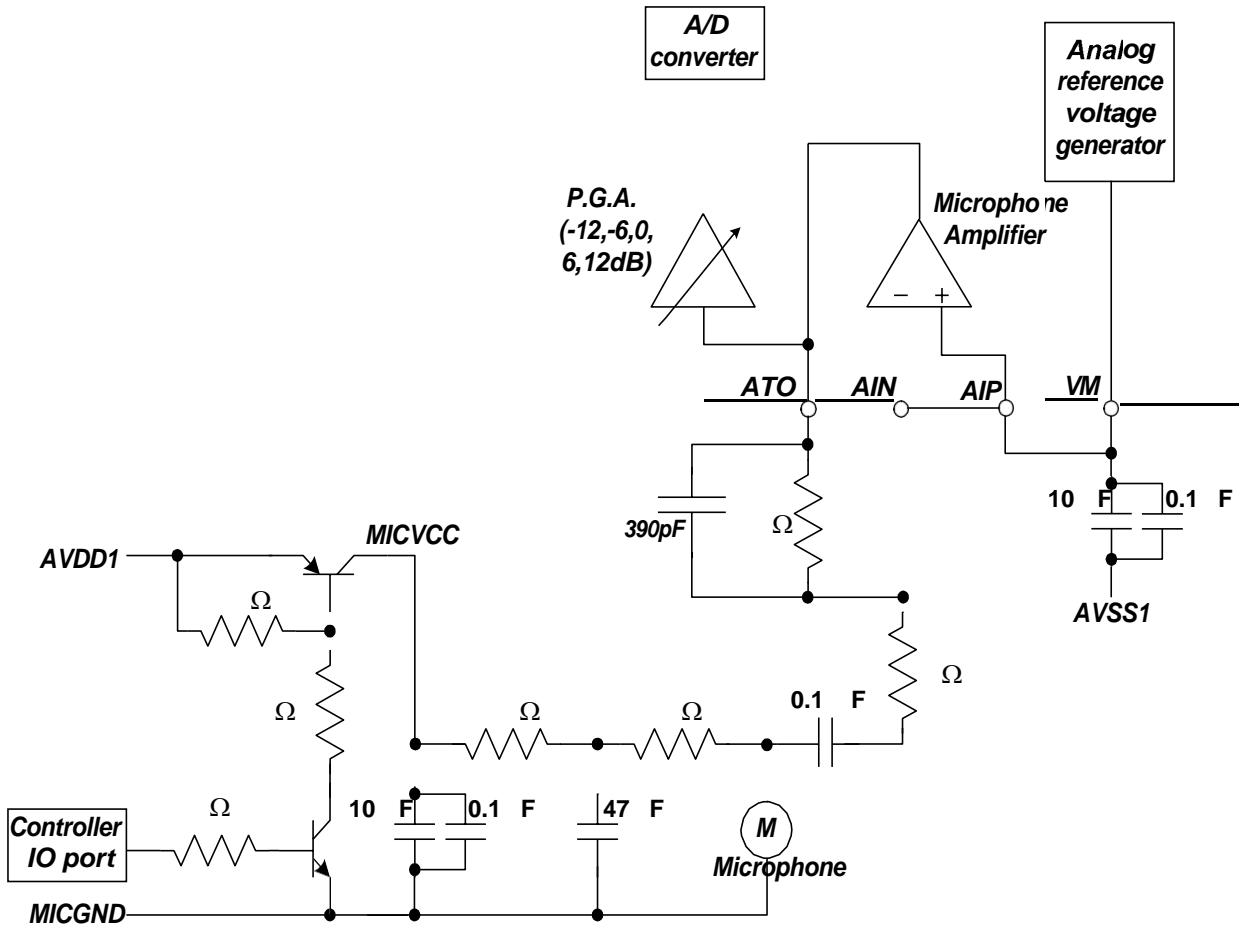 A/D
converter
Analog
reference
voltage
generator
P.G.A.
(-12,-6,0,
6,12dB)
Microphone
Amplifier
− +
ATO
AIN
AIP
VM
10 F
0.1 F
390pF
Ω
AVSS1
MICVCC
AVDD1
Ω
Ω
Ω
Ω
0.1 F
Ω
Ω
10 F
0.1 F
47 F
M
Microphone
Controller
IO port
MICGND